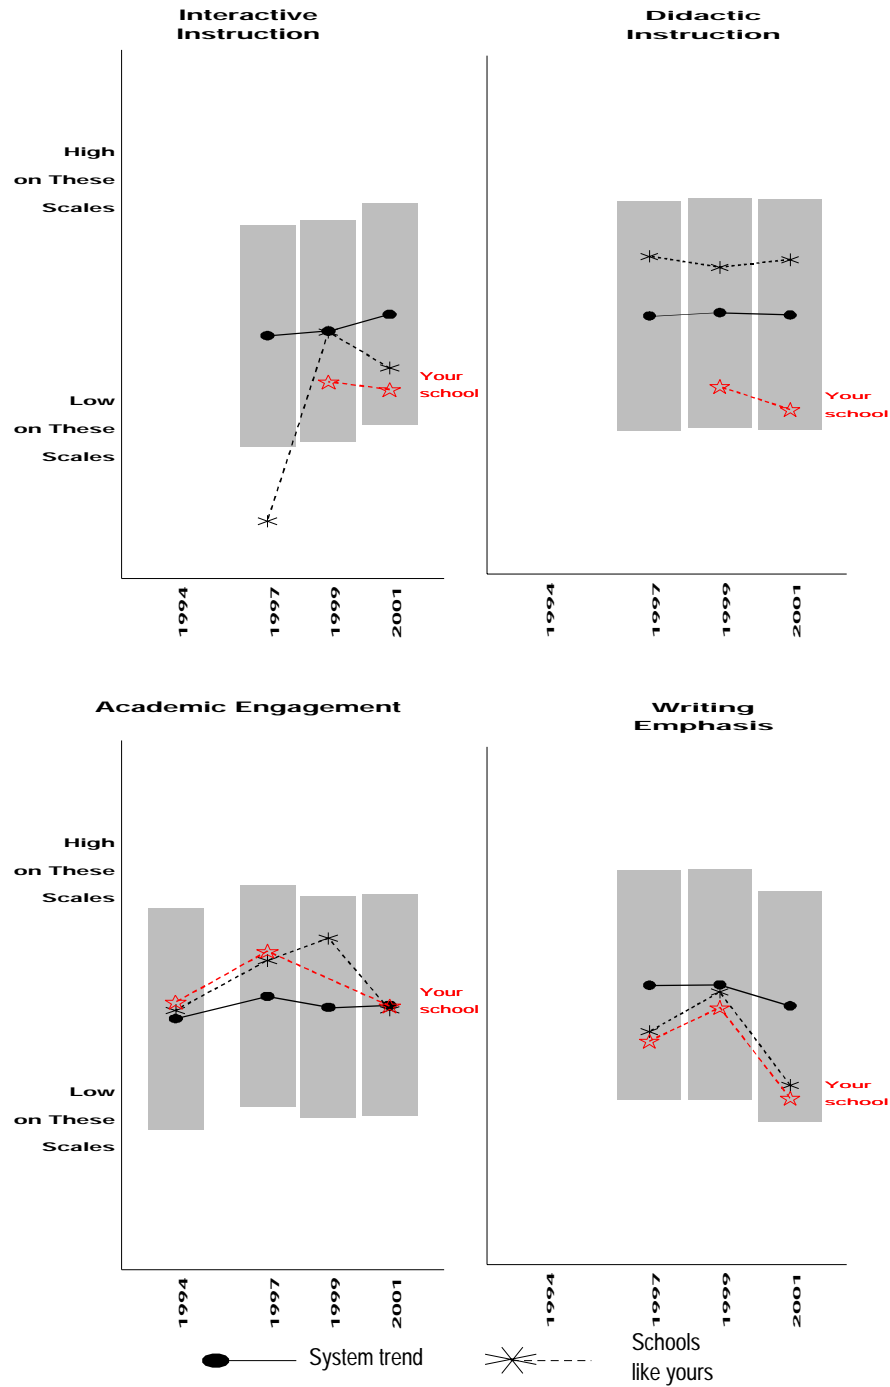 Interactive
Instruction
High
on These
Scales
Low
on These
Scales
Your
school
1994
1997
1999
2001
Didactic
Instruction
Your
school
1994
1997
1999
2001
Academic Engagement
High
on These
Scales
Low
on These
Scales
Your
school
1994
1997
1999
2001
Writing
Emphasis
Your
school
1994
1997
1999
2001
System trend
Schools
like yours